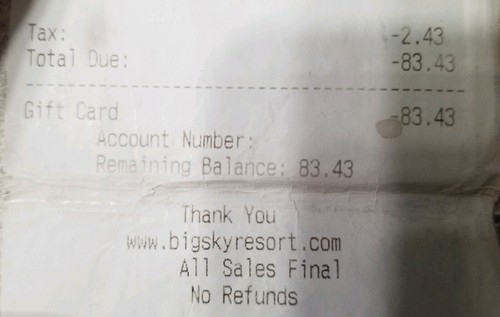 Tax: -2.43
Total Due: -83.43
Gift Card -83.43
Account Number:
Remaining Balance: 83.43
Thank You
www.bigskyresort.com
All Sales Final
No Refunds